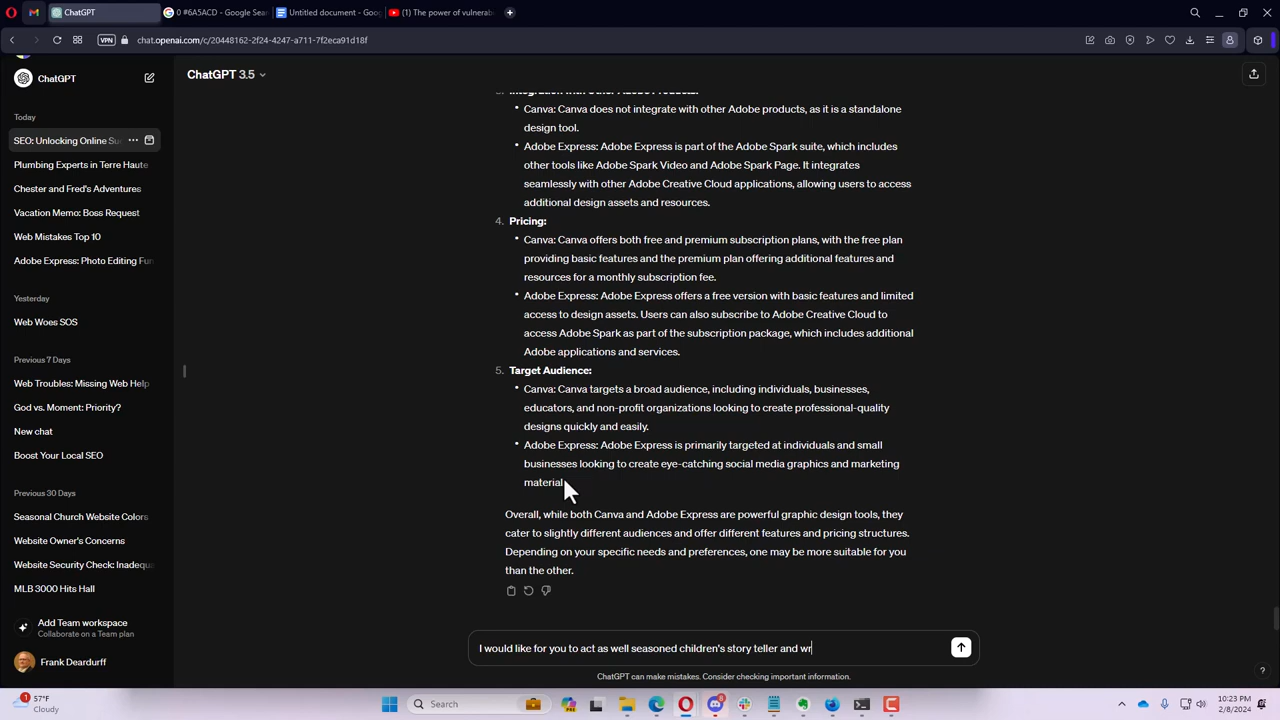 ChatGPT
0 #6A5ACD - Google Sear
Untitled document - Goog
(1) The power of vulnerab
VPN
chat.openai.com/c/20448162-2f24-4247-a711-7f2eca91d18f
ChatGPT
ChatGPT 3.5
Today
SEO: Unlocking Online Su
Plumbing Experts in Terre Haute
Chester and Fred's Adventures
Vacation Memo: Boss Request
Web Mistakes Top 10
Adobe Express: Photo Editing Fun
Yesterday
Web Woes SOS
Previous 7 Days
Web Troubles: Missing Web Help
God vs. Moment: Priority?
New chat
Boost Your Local SEO
Previous 30 Days
Seasonal Church Website Colors
Website Owner's Concerns
Website Security Check: Inadequa
MLB 3000 Hits Hall
Add Team workspace
Collaborate on a Team plan
Frank Deardurff
Integration with Other Adobe Products:
• Canva: Canva does not integrate with other Adobe products, as it is a standalone
design tool.
• Adobe Express: Adobe Express is part of the Adobe Spark suite, which includes
other tools like Adobe Spark Video and Adobe Spark Page. It integrates
seamlessly with other Adobe Creative Cloud applications, allowing users to access
additional design assets and resources.
4. Pricing:
• Canva: Canva offers both free and premium subscription plans, with the free plan
providing basic features and the premium plan offering additional features and
resources for a monthly subscription fee.
• Adobe Express: Adobe Express offers a free version with basic features and limited
access to design assets. Users can also subscribe to Adobe Creative Cloud to
access Adobe Spark as part of the subscription package, which includes additional
Adobe applications and services.
5. Target Audience:
• Canva: Canva targets a broad audience, including individuals, businesses,
educators, and non-profit organizations looking to create professional-quality
designs quickly and easily.
• Adobe Express: Adobe Express is primarily targeted at individuals and small
businesses looking to create eye-catching social media graphics and marketing
material
Overall, while both Canva and Adobe Express are powerful graphic design tools, they
cater to slightly different audiences and offer different features and pricing structures.
Depending on your specific needs and preferences, one may be more suitable for you
than the other.
I would like for you to act as well seasoned children's story teller and wr
ChatGPT can make mistakes. Consider checking important information.
?
1
57°F
Cloudy
Search
8
10:23 PM
2/8/2024